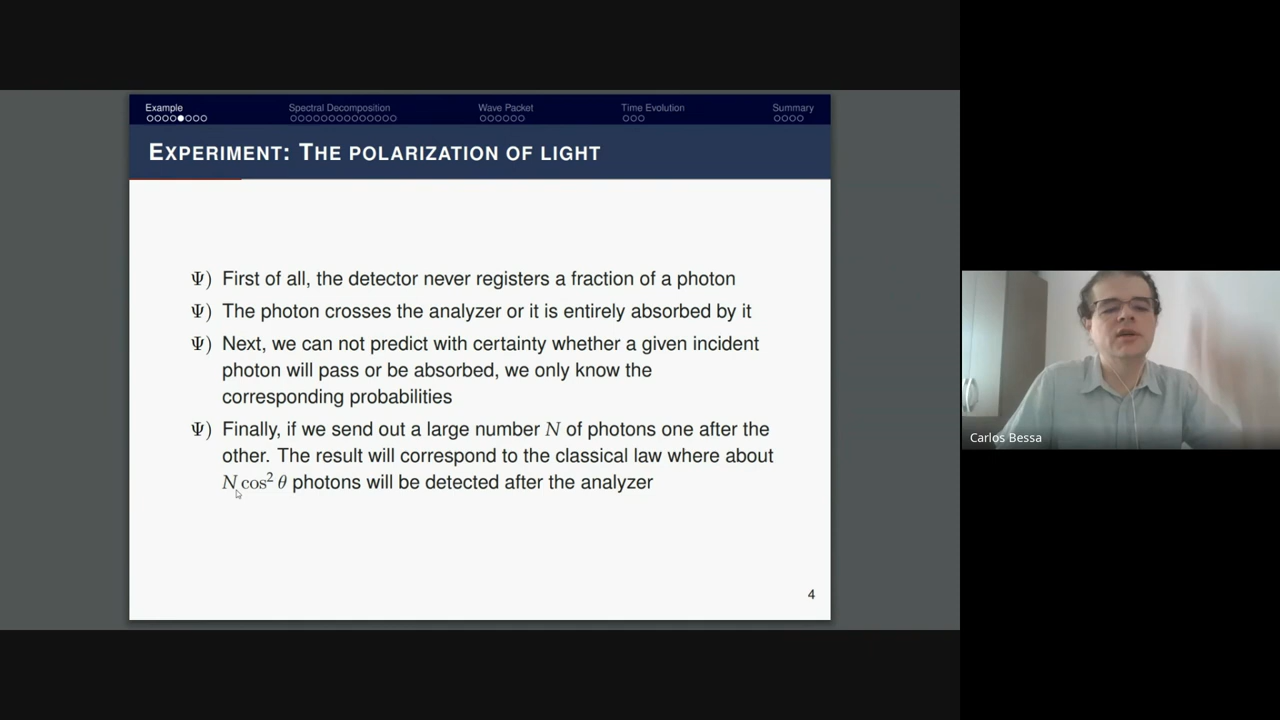 Example Spectral Decomposition Wave Packet Time Evolution Summary
EXPERIMENT: THE POLARIZATION OF LIGHT
Ψ) First of all, the detector never registers a fraction of a photon
Ψ) The photon crosses the analyzer or it is entirely absorbed by it
Ψ) Next, we can not predict with certainty whether a given incident
photon will pass or be absorbed, we only know the
corresponding probabilities
Ψ) Finally, if we send out a large number N of photons one after the
other. The result will correspond to the classical law where about
N cos² θ photons will be detected after the analyzer
4
Carlos Bessa